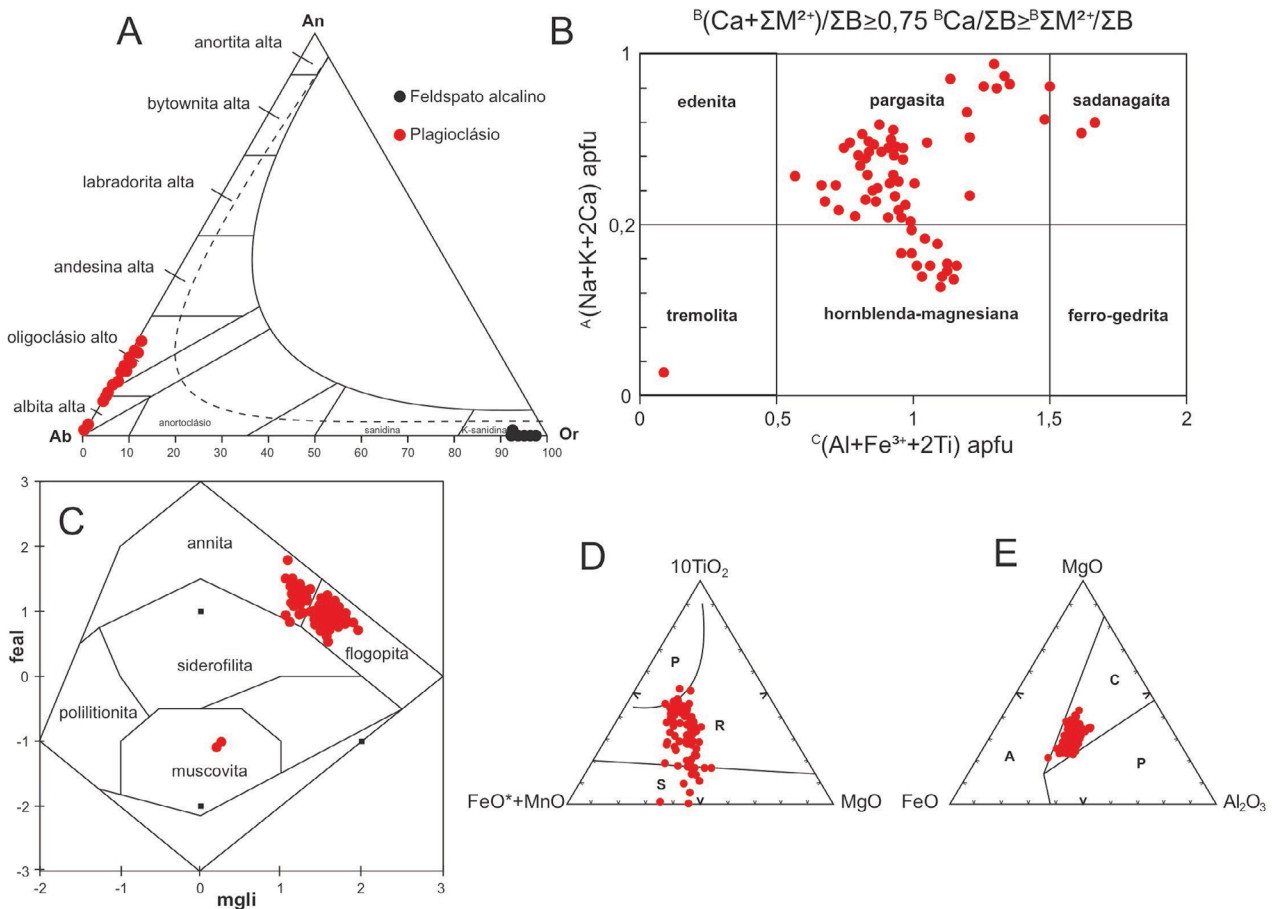 A
An
anortita alta
bytownita alta
labradorita alta
andesina alta
oligoclásio alto
albita alta
Feldspato alcalino
Plagioclásio
anortoclásio
sanidina
K-sanidina
Ab
Or
0 10 20 30 40 50 60 70 80 90 100
B
ᴮ(Ca+ΣM²⁺)/ΣB≥0,75 ᴮCa/ΣB≥ᴮΣM²⁺/ΣB
1
0,2
0
ᴬ(Na+K+2Ca) apfu
edenita
pargasita
sadanagaíta
tremolita
hornblenda-magnesiana
ferro-gedrita
0 0,5 1 1,5 2
ᶜ(Al+Fe³⁺+2Ti) apfu
C
3
2
1
0
-1
-2
-3
feal
annita
siderofilita
flogopita
polilitionita
muscovita
-2 -1 0 1 2 3
mgli
D
10TiO₂
P
R
S
FeO*+MnO
MgO
E
MgO
C
A
P
FeO
Al₂O₃